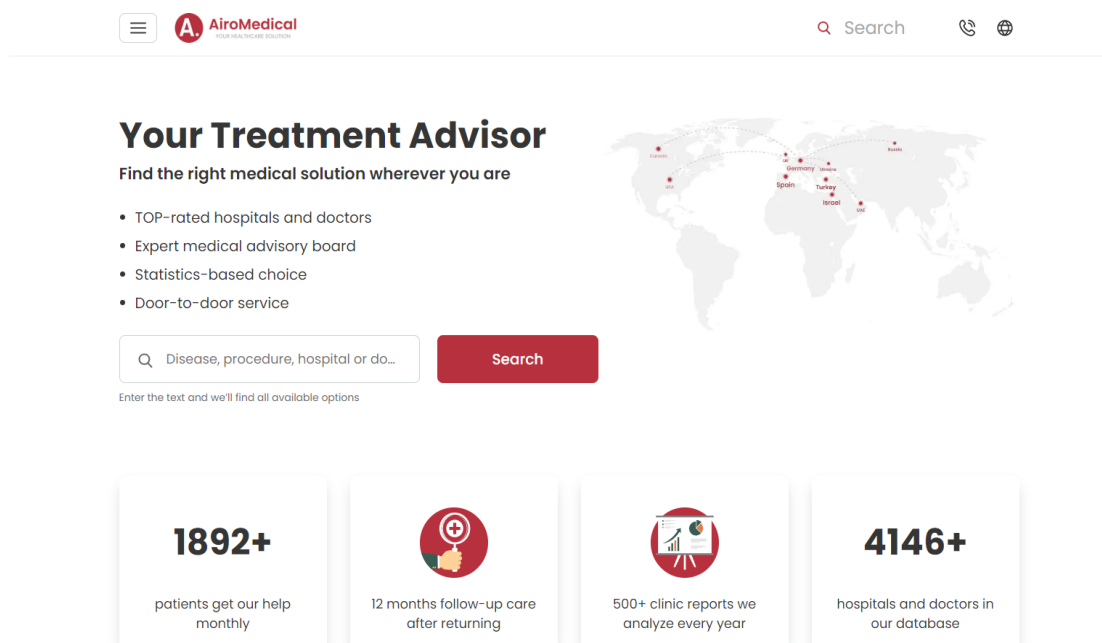 A. AiroMedical
YOUR HEALTHCARE SOLUTION
Search
Your Treatment Advisor
Find the right medical solution wherever you are
TOP-rated hospitals and doctors
Expert medical advisory board
Statistics-based choice
Door-to-door service
Disease, procedure, hospital or do...
Search
Enter the text and we'll find all available options
Canada
USA
UK
Germany
Ukraine
Russia
Spain
Turkey
Israel
UAE
1892+
patients get our help
monthly
12 months follow-up care
after returning
500+ clinic reports we
analyze every year
4146+
hospitals and doctors in
our database